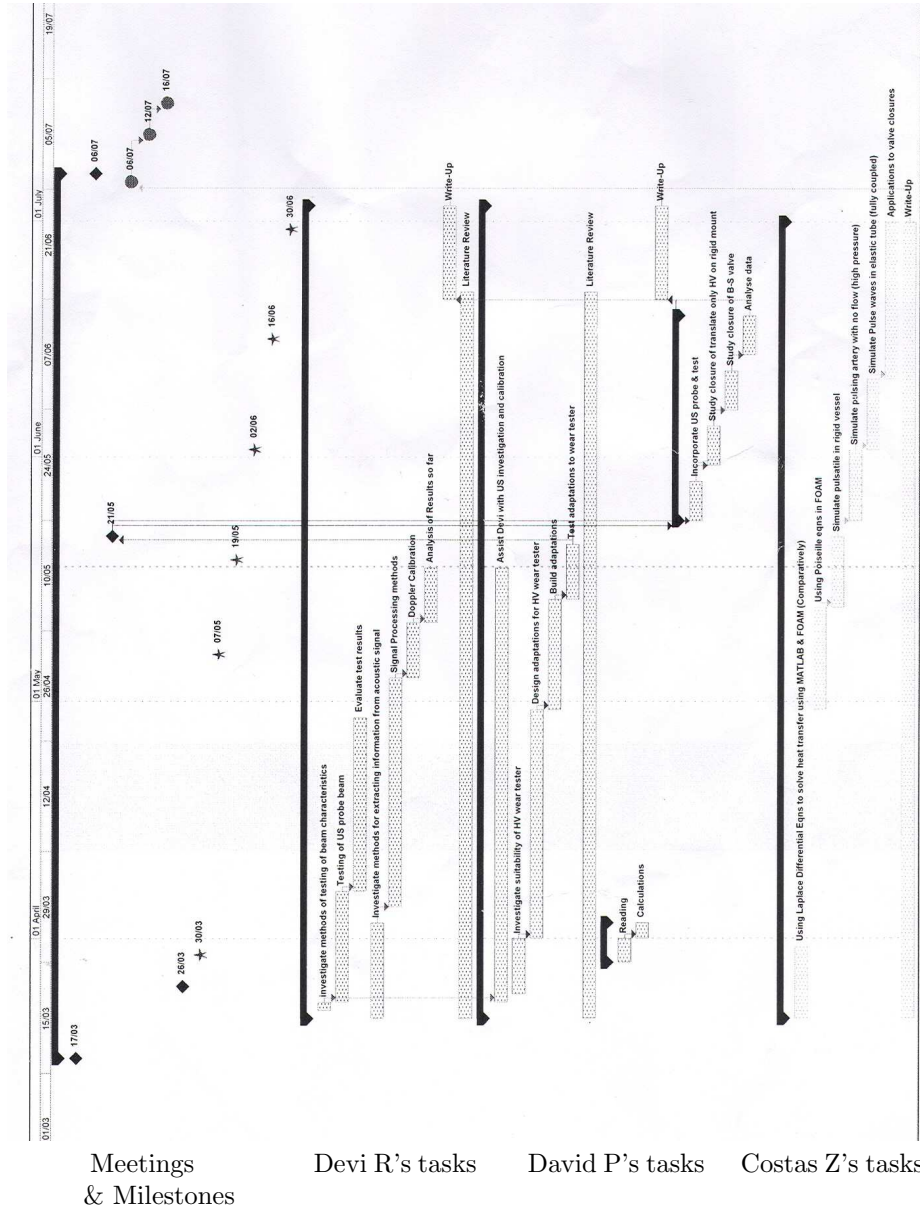 01 April
01 May
01 June
01 July
01/03
15/03
29/03
12/04
26/04
10/05
24/05
07/06
21/06
05/07
19/07
17/03
06/07
21/05
06/07
12/07
16/07
26/03
30/03
07/05
19/05
02/06
16/06
30/06
Investigate methods of testing of beam characteristics
Testing of US probe beam
Evaluate test results
Investigate methods for extracting information from acoustic signal
Signal Processing methods
Doppler Calibration
Analysis of Results so far
Write-Up
Literature Review
Assist Devi with US investigation and calibration
Investigate suitability of HV wear tester
Design adaptations for HV wear tester
Build adaptations
Test adaptations to wear tester
Literature Review
Reading
Calculations
Write-Up
Incorporate US probe & test
Study closure of translate only HV on rigid mount
Study closure of B-S valve
Analyse data
Using Laplace Differential Eqns to solve heat transfer using MATLAB & FOAM (Comparatively)
Using Poiseille eqns in FOAM
Simulate pulsatile in rigid vessel
Simulate pulsing artery with no flow (high pressure)
Simulate Pulse waves in elastic tube (fully coupled)
Applications to valve closures
Write-Up
Meetings
& Milestones
Devi R's tasks
David P's tasks
Costas Z's tasks